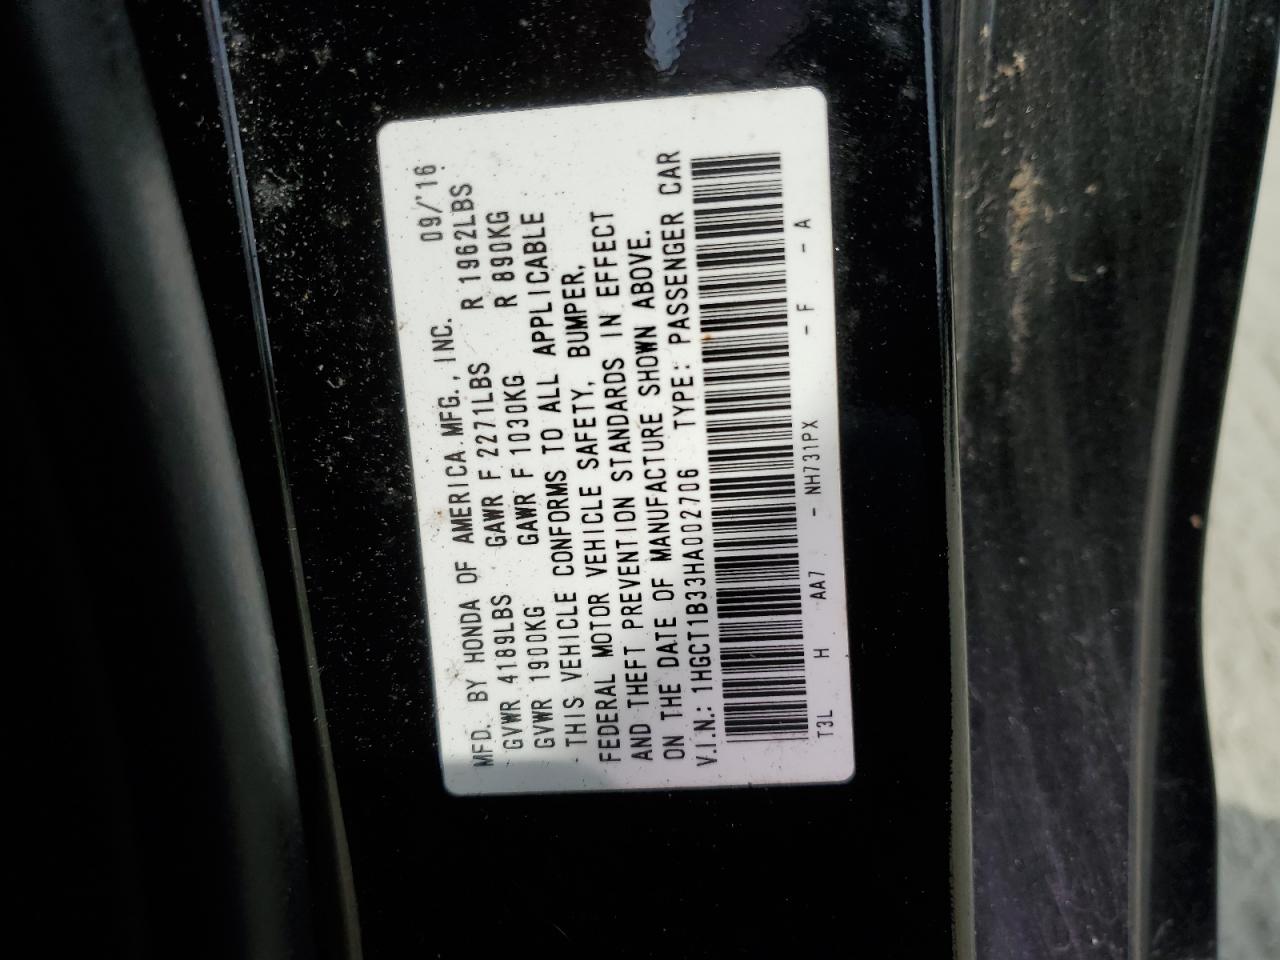 MFD. BY HONDA OF AMERICA MFG., INC. 09/'16
GVWR 4189LBS GAWR F 2271LBS R 1962LBS
GVWR 1900KG GAWR F 1030KG R 890KG
THIS VEHICLE CONFORMS TO ALL APPLICABLE
FEDERAL MOTOR VEHICLE SAFETY, BUMPER,
AND THEFT PREVENTION STANDARDS IN EFFECT
ON THE DATE OF MANUFACTURE SHOWN ABOVE.
V.I.N.: 1HGCT1B33HA002706 TYPE: PASSENGER CAR
T3L H AA7 - NH731PX - F - A